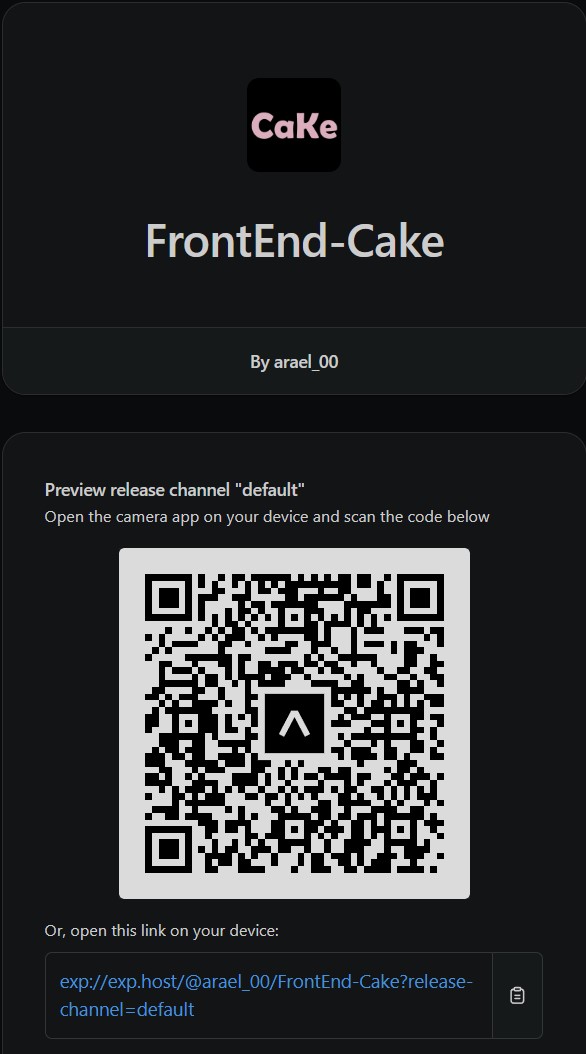 CaKe
FrontEnd-Cake
By arael_00
Preview release channel "default"
Open the camera app on your device and scan the code below
Or, open this link on your device:
exp://exp.host/@arael_00/FrontEnd-Cake?release-
channel=default